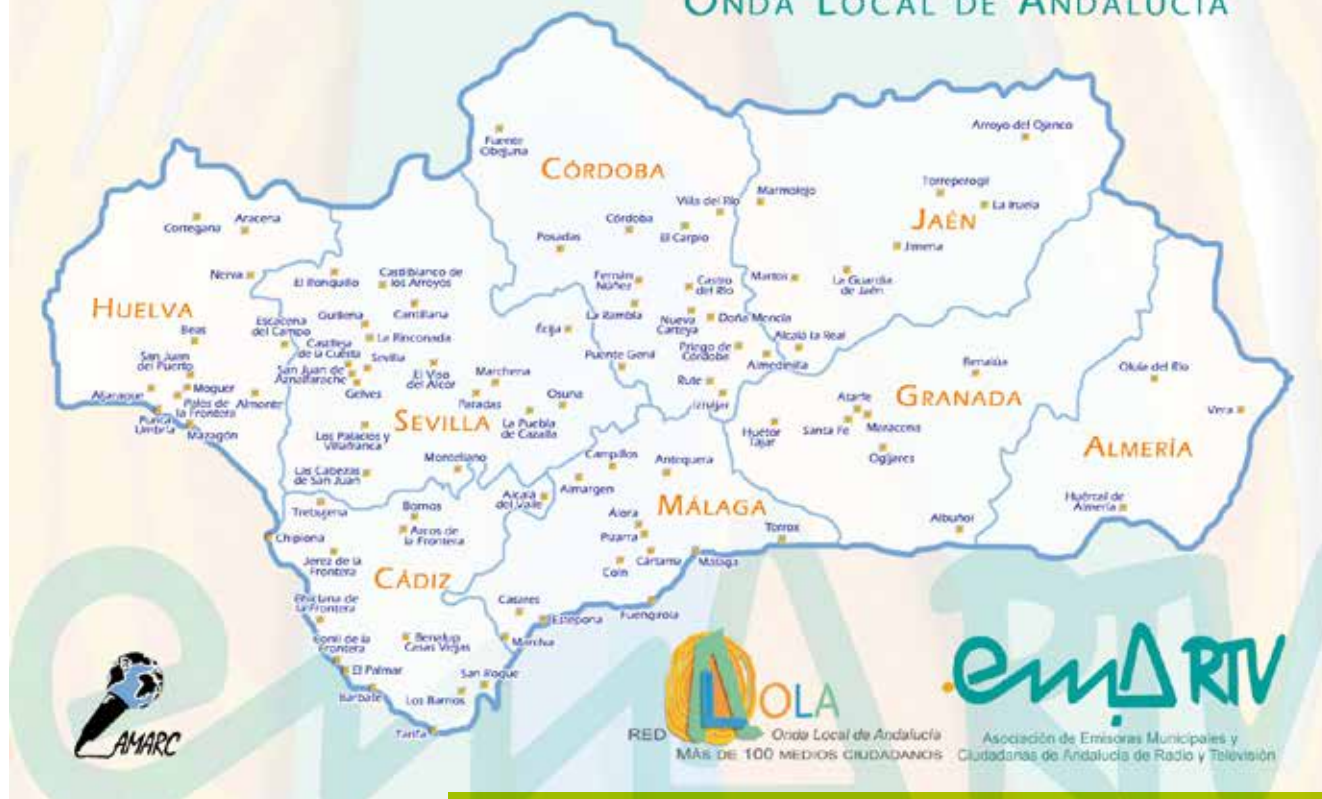 ONDA LOCAL DE ANDALUCÍA
Arroyo del Ojanco
Fuente
Obejuna
CÓRDOBA
Torreperogil
Marmolejo
La Iruela
Villa del Río
JAÉN
Córdoba
El Carpio
Aracena
Cortegana
Posadas
Jimena
Nerva
El Ronquillo
Castilblanco de
los Arroyos
Fernán
Núñez
Castro
del Río
Martos
La Guardia
de Jaén
HUELVA
Beas
Escacena
del Campo
Guillena
Cantillana
La Rinconada
Castilleja
de la Cuesta
Sevilla
Écija
La Rambla
Nueva
Carteya
Doña Mencía
Alcalá la Real
Priego de
Córdoba
Almedinilla
Puente Genil
San Juan
del Puerto
San Juan de
Aznalfarache
Gelves
El Viso
del Alcor
Marchena
Benalúa
Olula del Río
Aljaraque
Moguer
Palos de
la Frontera
Almonte
Paradas
Osuna
Rute
Iznájar
GRANADA
Atarfe
Maracena
Santa Fe
Vera
Punta
Umbría
Mazagón
SEVILLA
La Puebla
de Cazalla
Huétor
Tájar
Ogíjares
ALMERÍA
Los Palacios y
Villafranca
Montellano
Campillos
Antequera
Las Cabezas
de San Juan
Almargen
MÁLAGA
Huércal de
Almería
Trebujena
Bornos
Alcalá
del Valle
Álora
Torrox
Albuñol
Chipiona
Arcos de
la Frontera
Pizarra
Jerez de la
Frontera
Cártama
Málaga
Coín
CÁDIZ
Chiclana de
la Frontera
Casares
Estepona
Fuengirola
Conil de la
Frontera
Benalup
Casas Viejas
Manilva
El Palmar
San Roque
Barbate
Los Barrios
Tarifa
AMARC
RED
OLA
Onda Local de Andalucía
MÁS DE 100 MEDIOS CIUDADANOS
emARTV
Asociación de Emisoras Municipales y
Ciudadanas de Andalucía de Radio y Televisión
emARTV